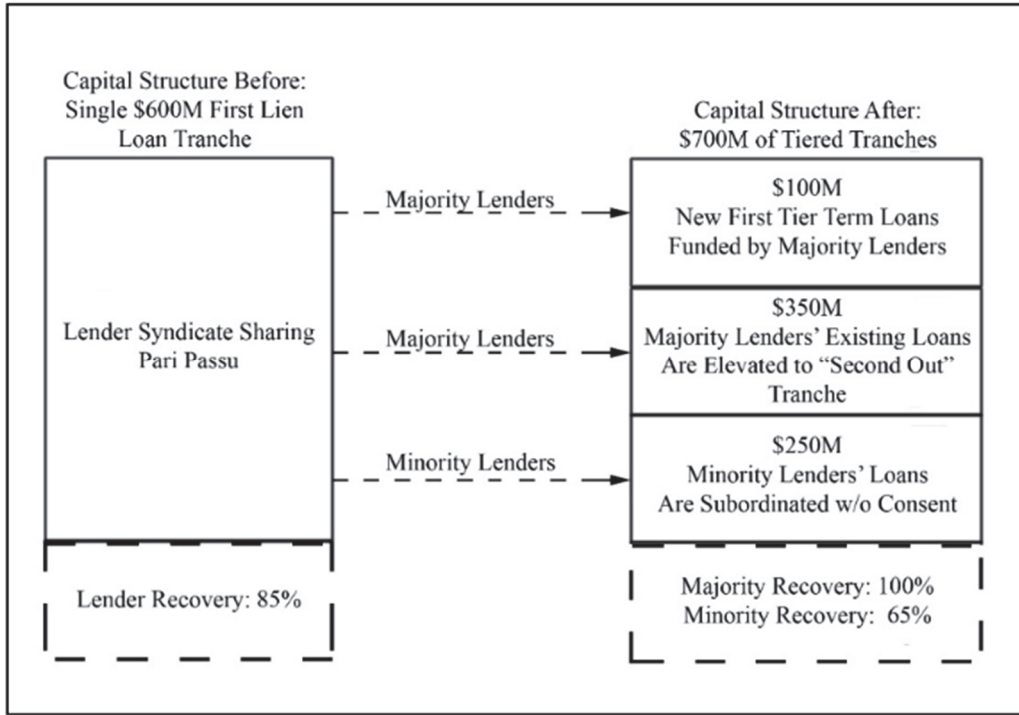 Capital Structure Before:
Single $600M First Lien
Loan Tranche
Lender Syndicate Sharing
Pari Passu
Lender Recovery: 85%
Majority Lenders
Majority Lenders
Minority Lenders
Capital Structure After:
$700M of Tiered Tranches
$100M
New First Tier Term Loans
Funded by Majority Lenders
$350M
Majority Lenders’ Existing Loans
Are Elevated to “Second Out”
Tranche
$250M
Minority Lenders’ Loans
Are Subordinated w/o Consent
Majority Recovery: 100%
Minority Recovery: 65%